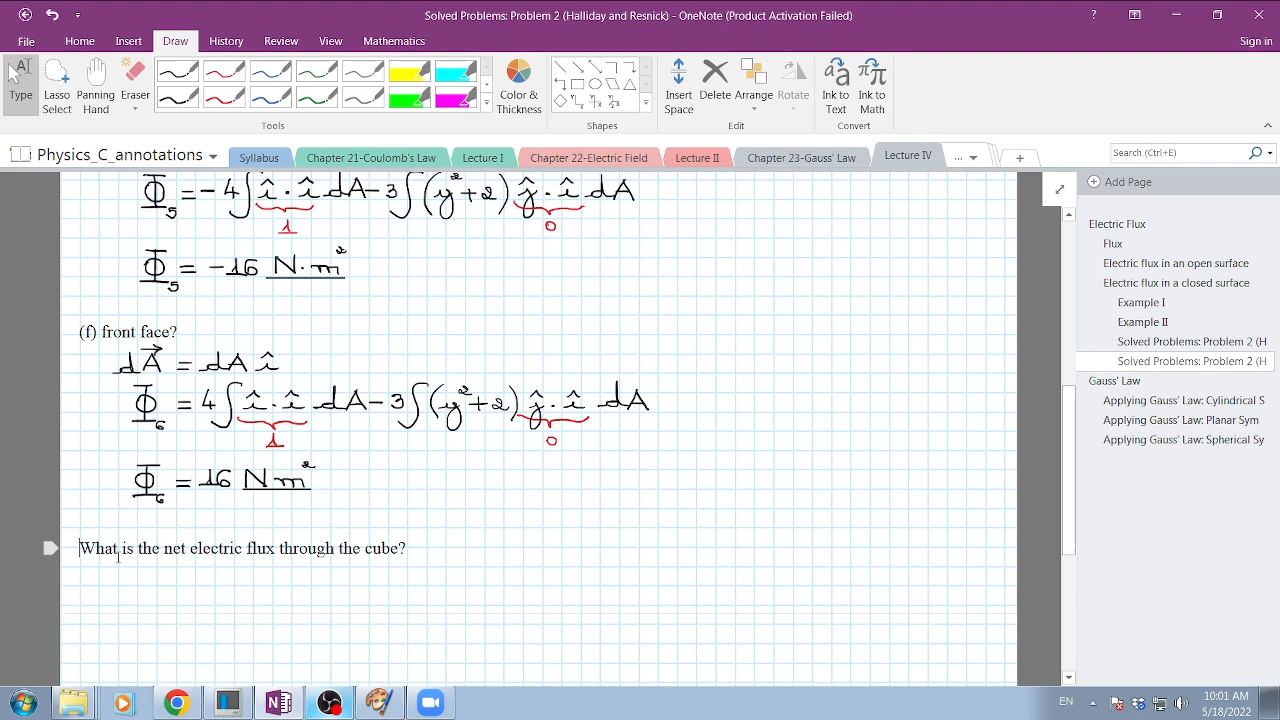 Solved Problems: Problem 2 (Halliday and Resnick) - OneNote (Product Activation Failed)
File Home Insert Draw History Review View Mathematics Sign in
Type Lasso Select Panning Hand Eraser Color & Thickness Insert Space Delete Arrange Rotate Ink to Text Ink to Math
Tools Shapes Edit Convert
Physics_C_annotations Syllabus Chapter 21-Coulomb's Law Lecture I Chapter 22-Electric Field Lecture II Chapter 23-Gauss' Law Lecture IV ... Search (Ctrl+E)
Φ₅ = - 4∫ î · î dA - 3∫(y²+2) ĵ · î dA
1 0
Φ₅ = -16 N·m²
(f) front face?
dA⃗ = dA î
Φ₆ = 4∫ î · î dA - 3∫(y²+2) ĵ · î dA
1 0
Φ₆ = 16 N m²
What is the net electric flux through the cube?
Add Page
Electric Flux
Flux
Electric flux in an open surface
Electric flux in a closed surface
Example I
Example II
Solved Problems: Problem 2 (H
Solved Problems: Problem 2 (H
Gauss' Law
Applying Gauss' Law: Cylindrical S
Applying Gauss' Law: Planar Sym
Applying Gauss' Law: Spherical Sy
EN 10:01 AM
5/18/2022